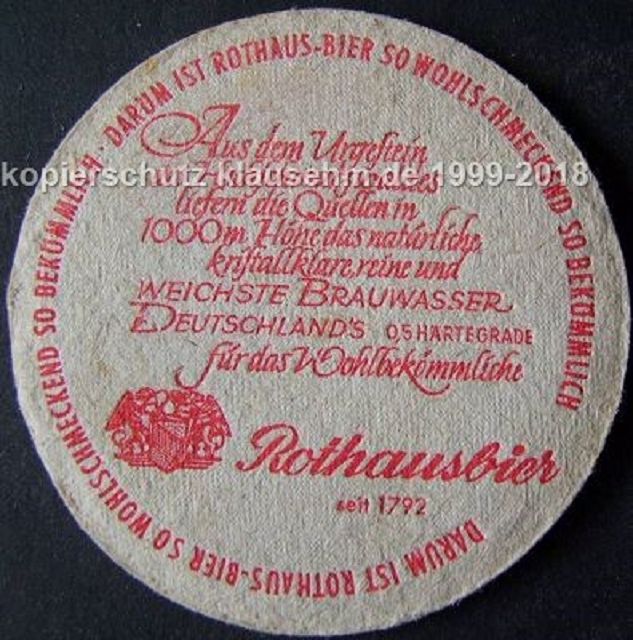 DARUM IST ROTHAUS-BIER SO WOHLSCHMECKEND SO BEKÖMMLICH · DARUM IST ROTHAUS-BIER SO WOHLSCHMECKEND SO BEKÖMMLICH
Aus dem Urgestein
kopierschutz-klausehm.de 1999-2018
liefern die Quellen in
1000m Höhe das natürliche
kristallklare, reine und
WEICHSTE BRAUWASSER
DEUTSCHLAND'S 0,5 HÄRTEGRADE
für das Wohlbekömmliche
Rothausbier
seit 1792